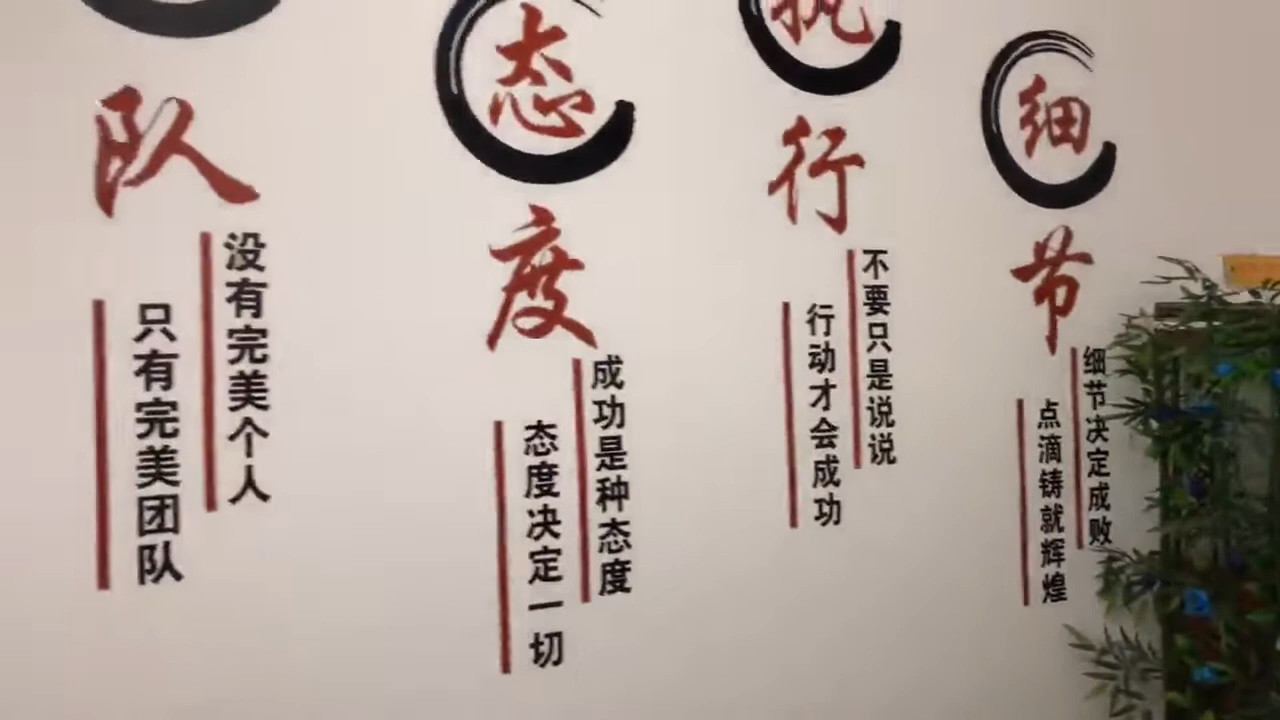 队
没有完美个人
只有完美团队
态度
成功是种态度
态度决定一切
执行
不要只是说说
行动才会成功
细节
细节决定成败
点滴铸就辉煌